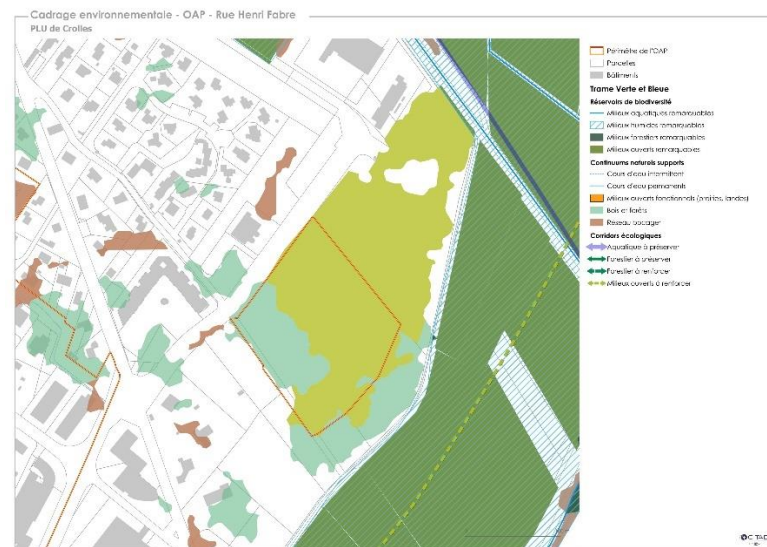 Cadrage environnementale - OAP - Rue Henri Fabre
PLU de Crolles
Périmètre de l'OAP
Parcelles
Bâtiments
Trame Verte et Bleue
Réservoirs de biodiversité
Milieux aquatiques remarquables
Milieux humides remarquables
Milieux forestiers remarquables
Milieux ouverts remarquables
Continuums naturels supports
Cours d'eau intermittent
Cours d'eau permanents
Milieux ouverts fonctionnels (prairies, landes)
Bois et forêts
Réseau bocager
Corridors écologiques
Aquatique à préserver
Forestier à préserver
Forestier à renforcer
Milieux ouverts à renforcer